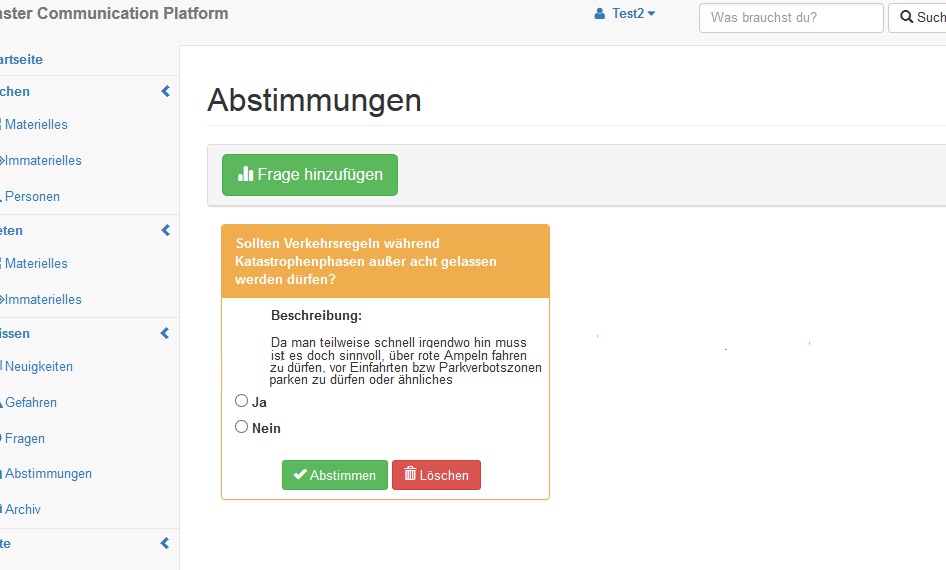 aster Communication Platform
Test2
Was brauchst du?
Such
artseite
chen
Materielles
Immaterielles
Personen
eten
Materielles
Immaterielles
issen
Neuigkeiten
Gefahren
Fragen
Abstimmungen
Archiv
te
Abstimmungen
Frage hinzufügen
Sollten Verkehrsregeln während
Katastrophenphasen außer acht gelassen
werden dürfen?
Beschreibung:
Da man teilweise schnell irgendwo hin muss
ist es doch sinnvoll, über rote Ampeln fahren
zu dürfen, vor Einfahrten bzw Parkverbotszonen
parken zu dürfen oder ähnliches
Ja
Nein
Abstimmen
Löschen